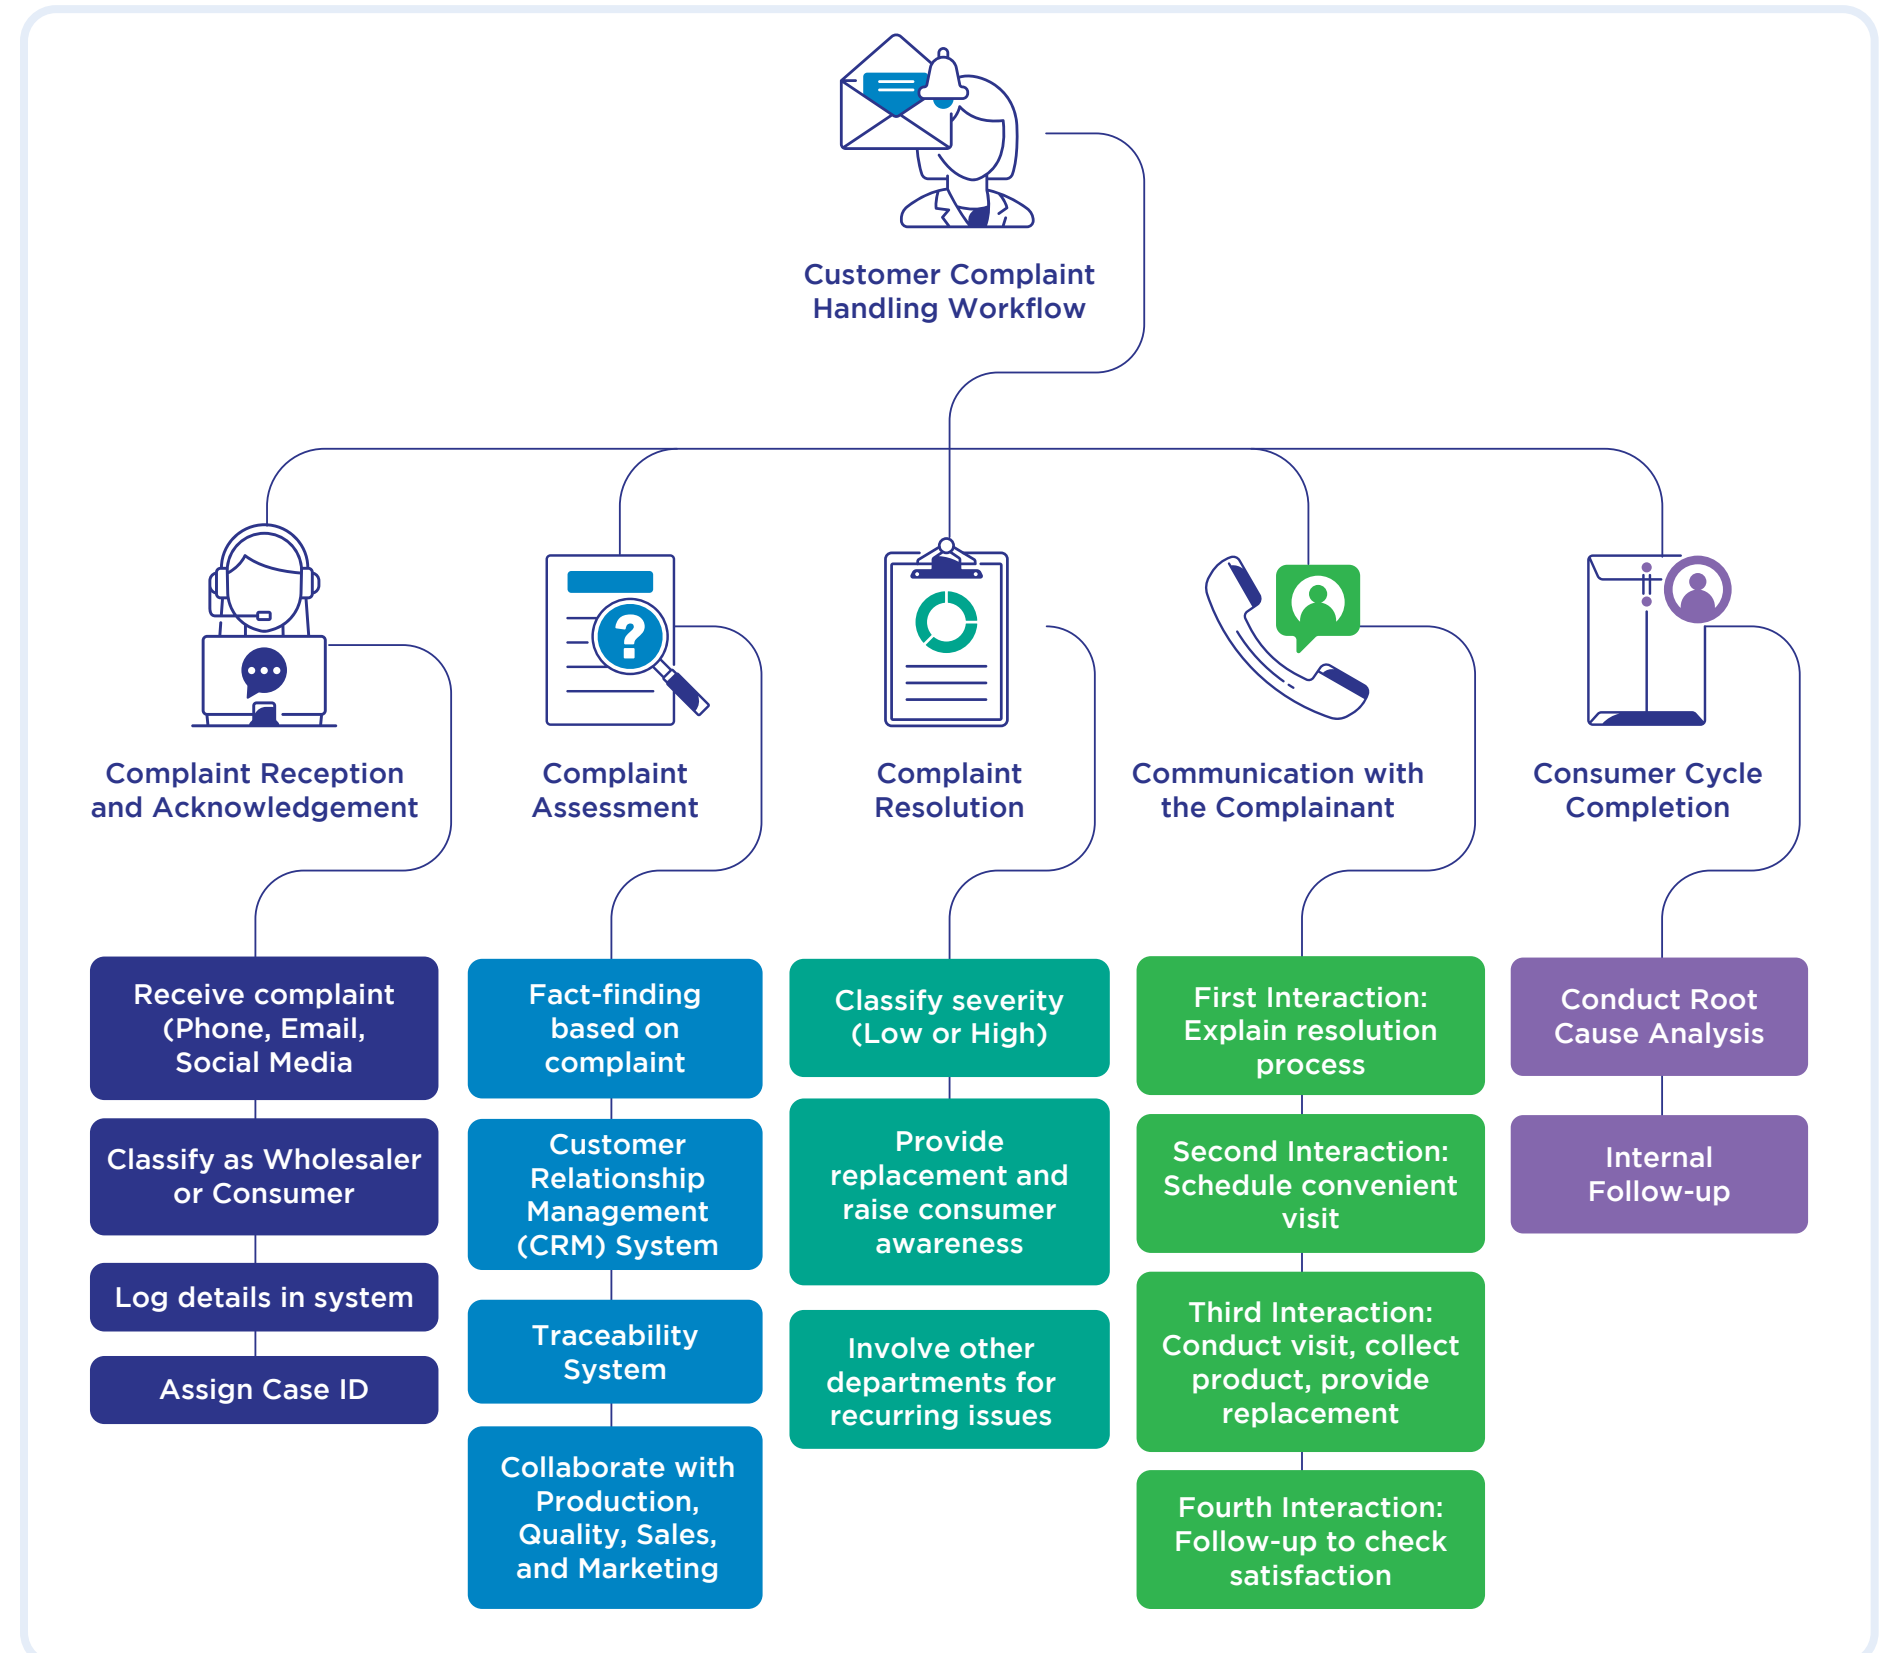 Customer Complaint
Handling Workflow
Complaint Reception
and Acknowledgement
Complaint
Assessment
Complaint
Resolution
Communication with
the Complainant
Consumer Cycle
Completion
Receive complaint
(Phone, Email,
Social Media
Classify as Wholesaler
or Consumer
Log details in system
Assign Case ID
Fact-finding
based on
complaint
Customer
Relationship
Management
(CRM) System
Traceability
System
Collaborate with
Production,
Quality, Sales,
and Marketing
Classify severity
(Low or High)
Provide
replacement and
raise consumer
awareness
Involve other
departments for
recurring issues
First Interaction:
Explain resolution
process
Second Interaction:
Schedule convenient
visit
Third Interaction:
Conduct visit, collect
product, provide
replacement
Fourth Interaction:
Follow-up to check
satisfaction
Conduct Root
Cause Analysis
Internal
Follow-up